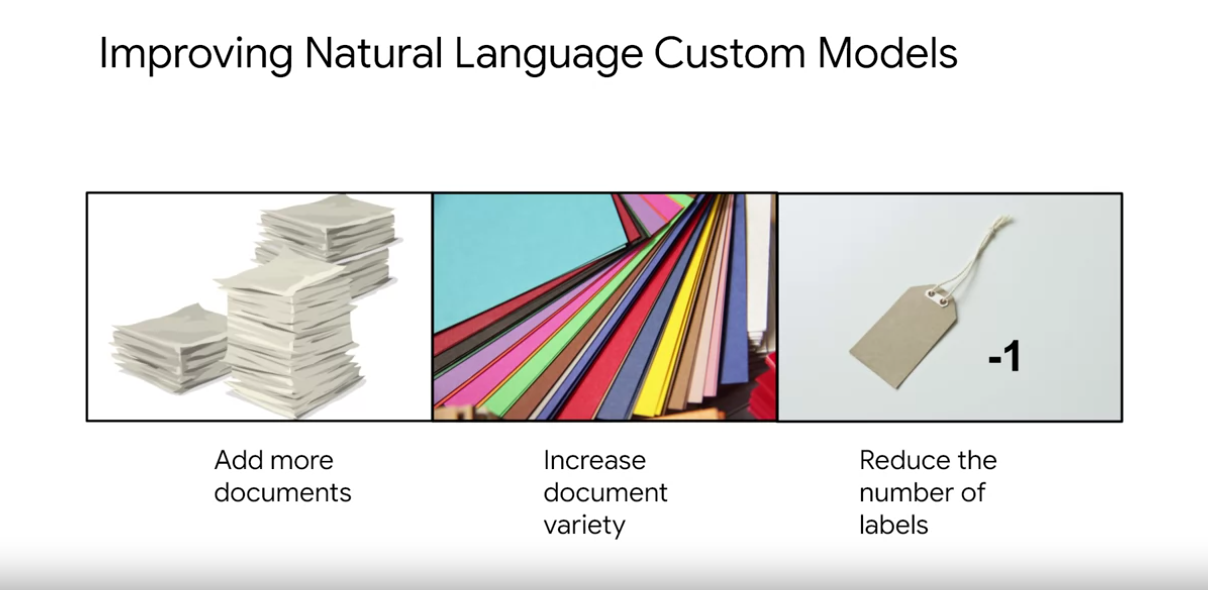 Improving Natural Language Custom Models
-1
Add more
documents
Increase
document
variety
Reduce the
number of
labels